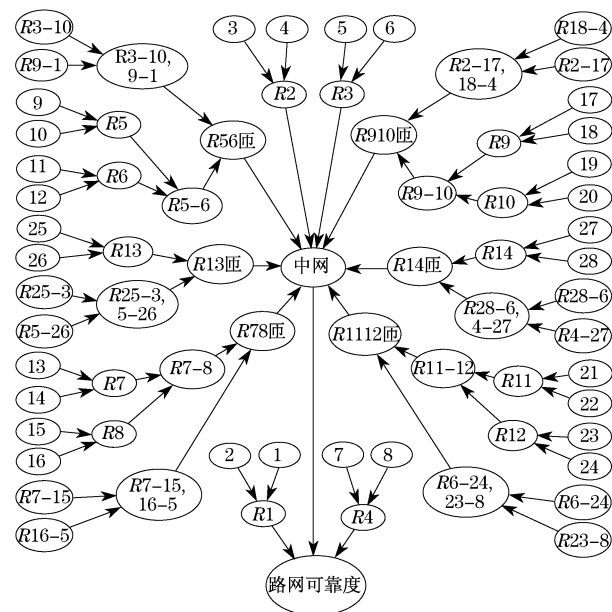 R3-10
3
4
5
6
R18-4
R9-1
R3-10,
9-1
R2-17,
18-4
R2-17
R2
R3
9
10
R5
R56匝
R910匝
R9
17
18
11
12
R6
R5-6
R9-10
R10
19
20
25
26
R13
R13匝
中网
R14匝
R14
27
28
R25-3
R5-26
R25-3,
5-26
R28-6,
4-27
R28-6
R4-27
R78匝
R1112匝
13
14
R7
R7-8
R11-12
R11
21
22
15
16
R8
R12
23
24
2
1
7
8
R7-15
R16-5
R7-15,
16-5
R6-24,
23-8
R6-24
R23-8
R1
R4
路网可靠度